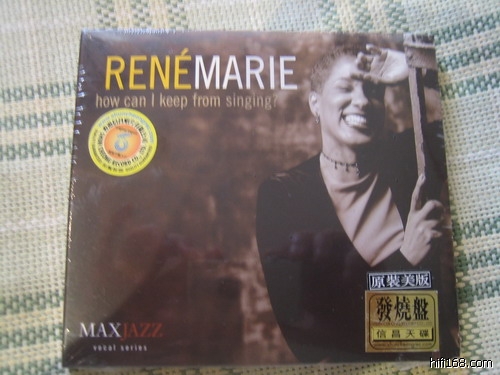 RENÉMARIE
how can I keep from singing?
MAXJAZZ
vocal series
原裝美版
發燒盤
信昌天碟
hifi168.com